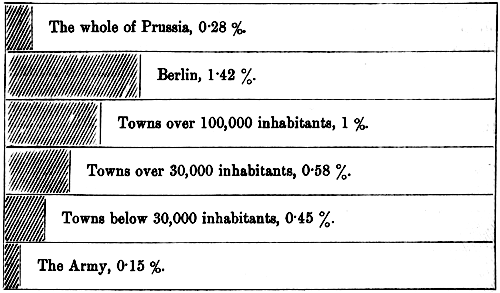 The whole of Prussia, 0·28 %.
Berlin, 1·42 %.
Towns over 100,000 inhabitants, 1 %.
Towns over 30,000 inhabitants, 0·58 %.
Towns below 30,000 inhabitants, 0·45 %.
The Army, 0·15 %.